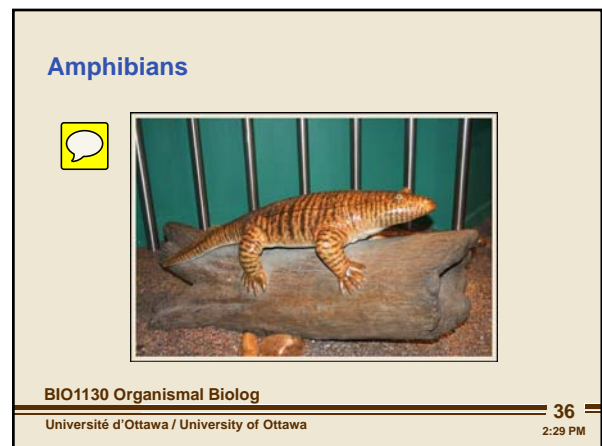 Amphibians
BIO1130 Organismal Biolog
Université d'Ottawa / University of Ottawa
36
2:29 PM